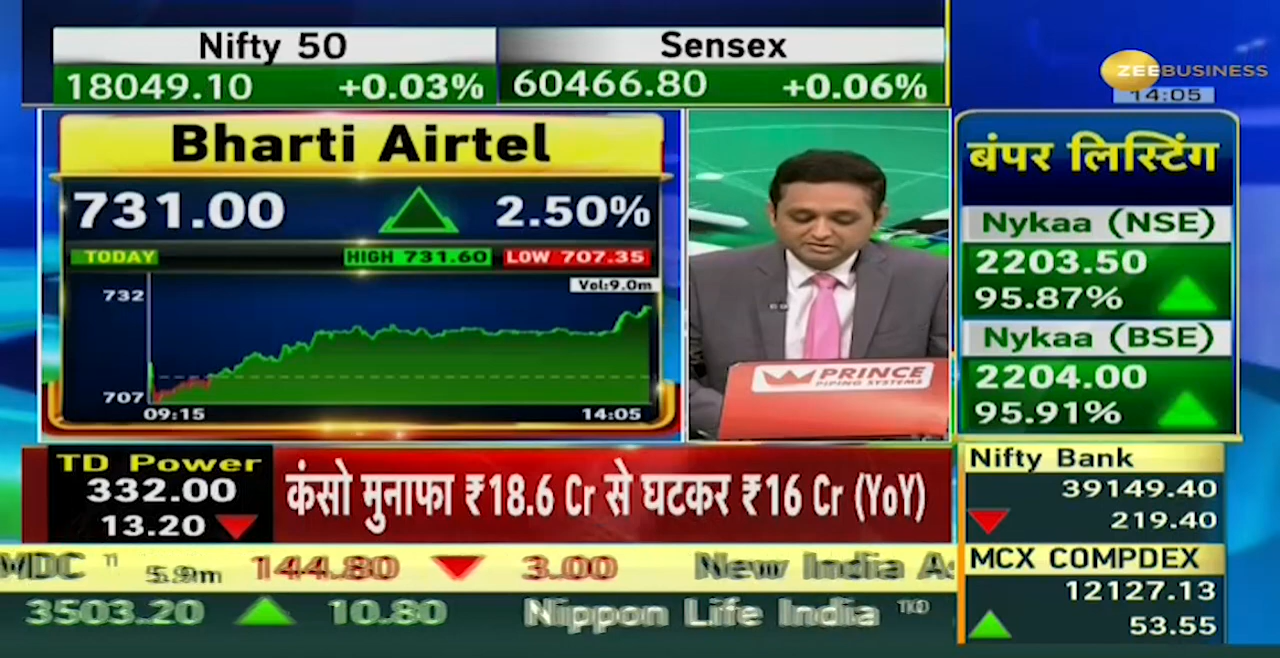 Nifty 50
18049.10 +0.03%
Sensex
60466.80 +0.06%
ZEEBUSINESS
14:05
Bharti Airtel
731.00 2.50%
TODAY HIGH 731.60 LOW 707.35
Vol:9.0m
732
707
09:15 14:05
PRINCE
PIPING SYSTEMS
बंपर लिस्टिंग
Nykaa (NSE)
2203.50
95.87%
Nykaa (BSE)
2204.00
95.91%
TD Power
332.00
13.20
कंसो मुनाफा ₹18.6 Cr से घटकर ₹16 Cr (YoY)
Nifty Bank
39149.40
219.40
MCX COMPDEX
12127.13
53.55
MDC 5.9m 144.80 3.00 New India
3503.20 10.80 Nippon Life India